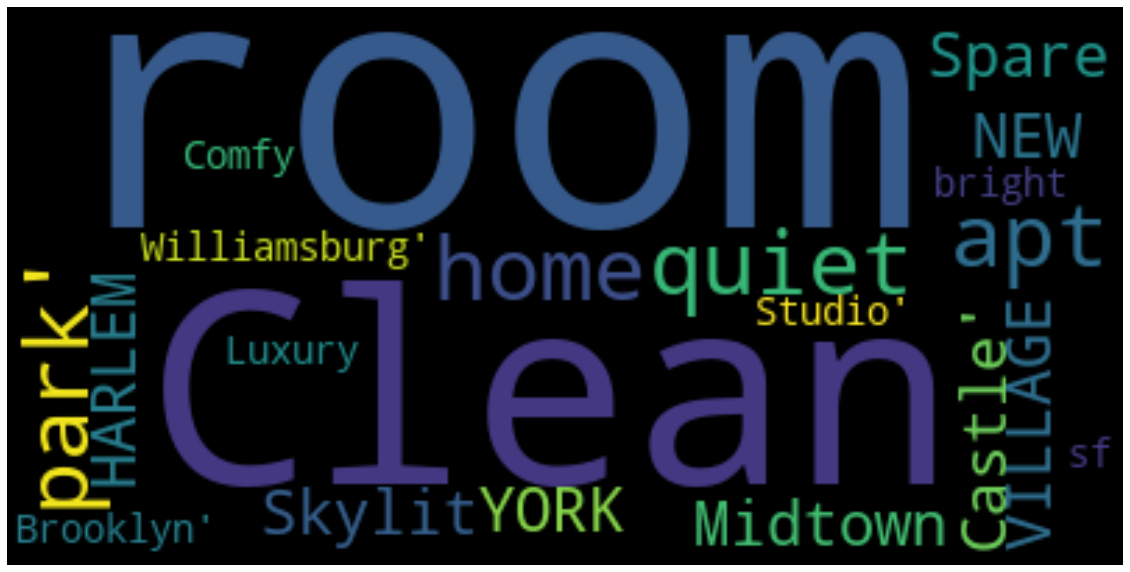 room
Spare
Comfy
NEW
bright
Williamsburg'
home
quiet
apt
park'
HARLEM
Clean
Luxury
Studio'
Castle'
VILLAGE
sf
Brooklyn'
Skylit
YORK
Midtown